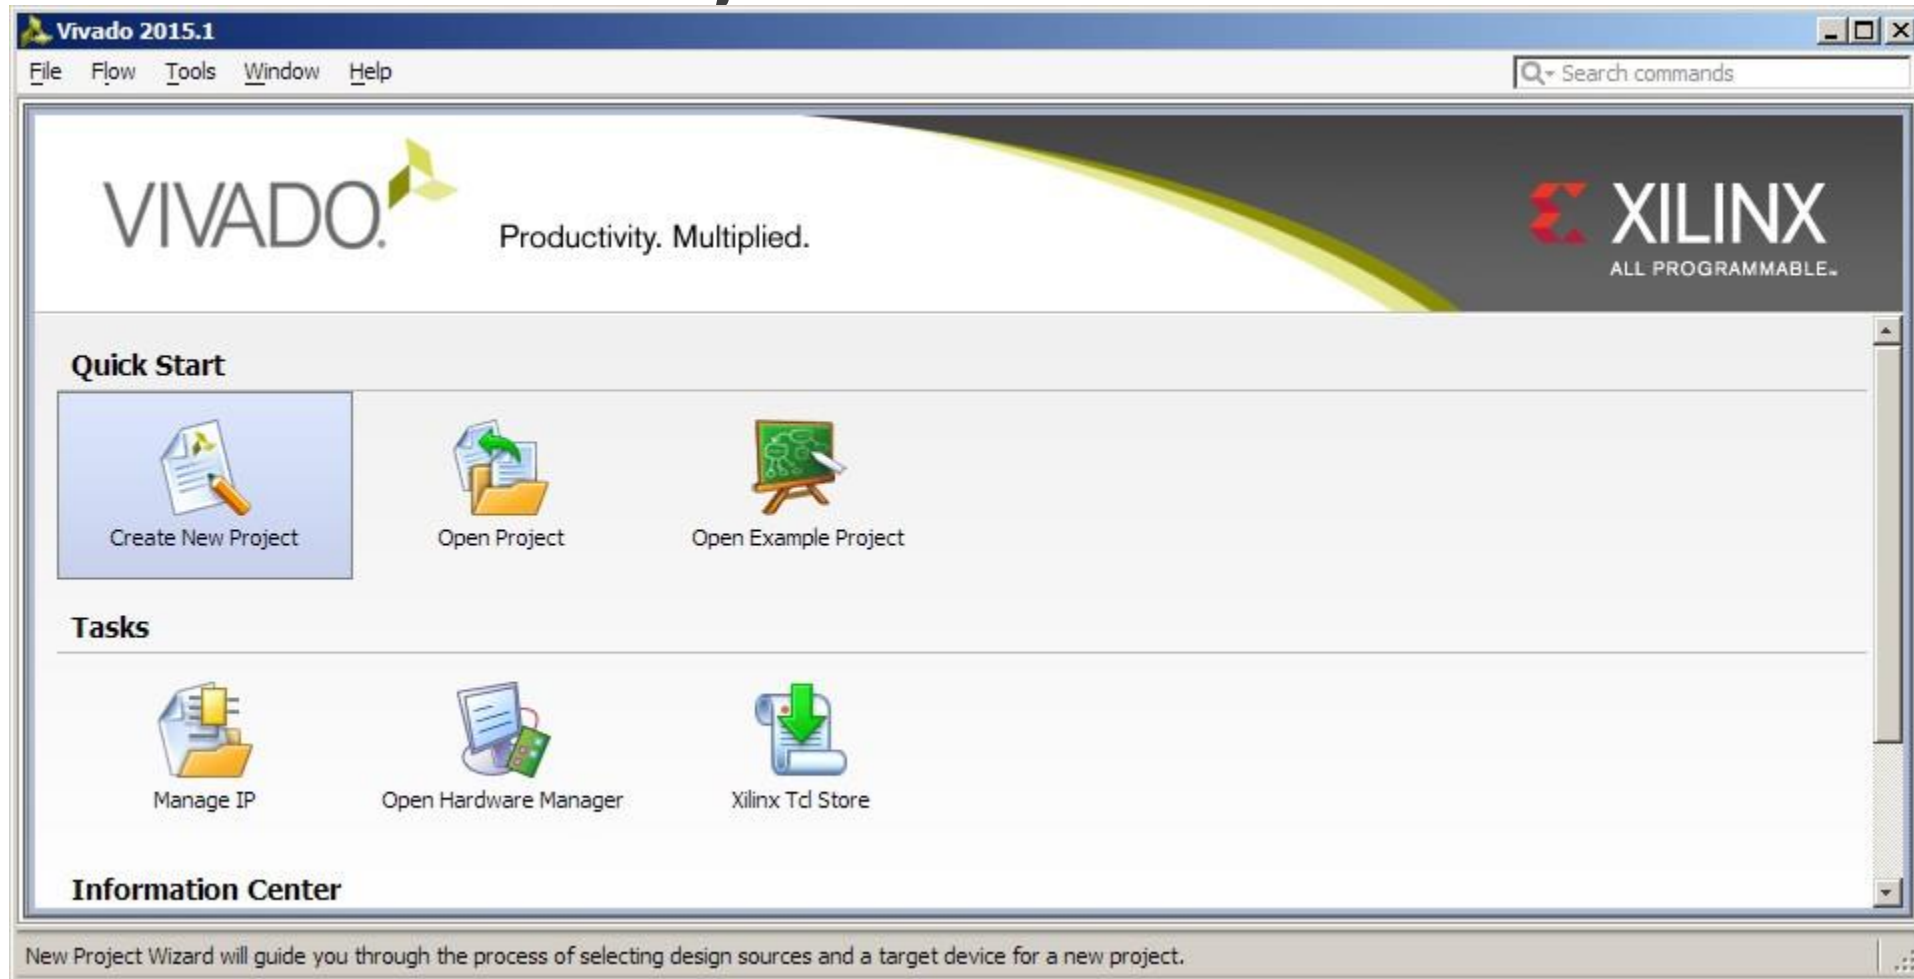 Vivado 2015.1
File Flow Tools Window Help Search commands
VIVADO.
Productivity. Multiplied.
XILINX
ALL PROGRAMMABLE™
Quick Start
Create New Project Open Project Open Example Project
Tasks
Manage IP Open Hardware Manager Xilinx Tcl Store
Information Center
New Project Wizard will guide you through the process of selecting design sources and a target device for a new project.